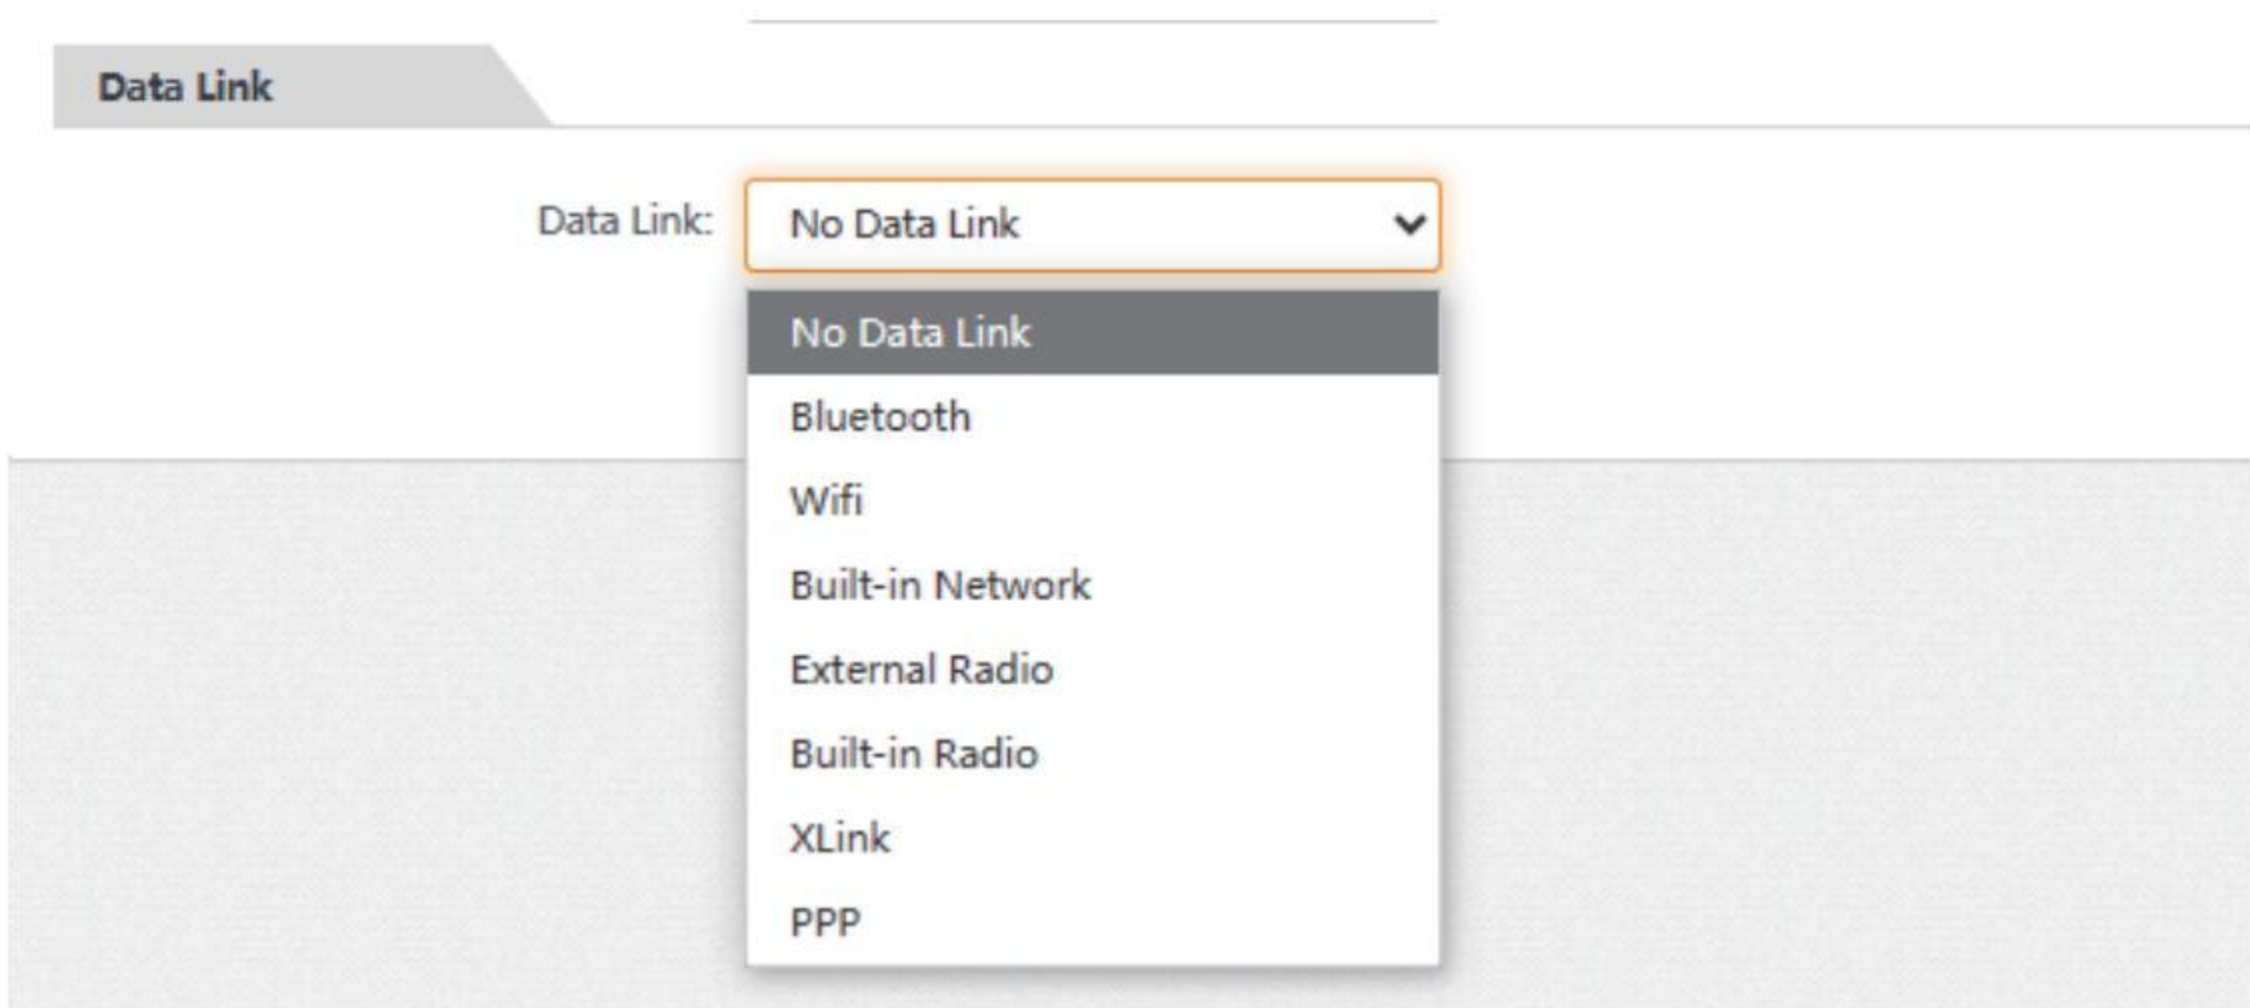 Data Link
Data Link: No Data Link
No Data Link
Bluetooth
Wifi
Built-in Network
External Radio
Built-in Radio
XLink
PPP